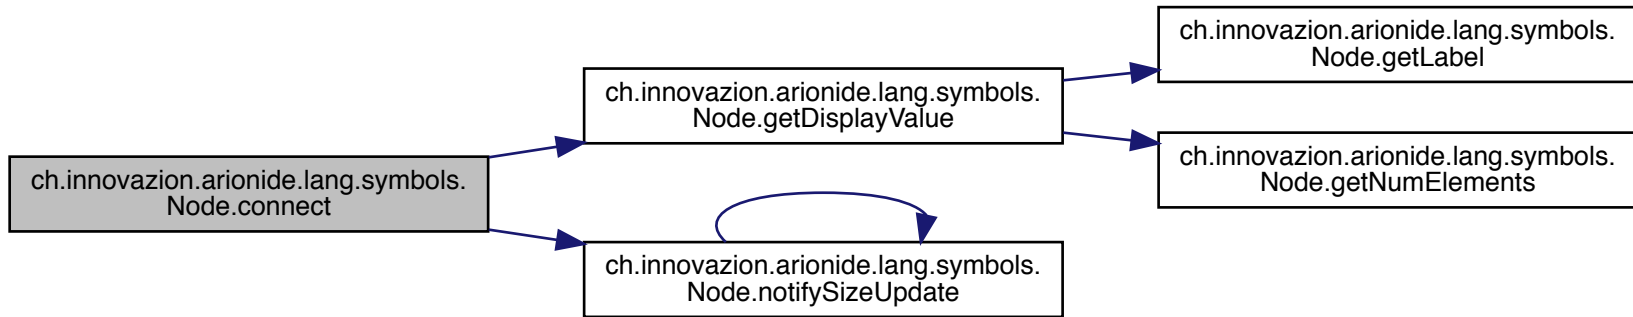 ch.innovazion.arionide.lang.symbols.
Node.connect
ch.innovazion.arionide.lang.symbols.
Node.getDisplayValue
ch.innovazion.arionide.lang.symbols.
Node.getLabel
ch.innovazion.arionide.lang.symbols.
Node.getNumElements
ch.innovazion.arionide.lang.symbols.
Node.notifySizeUpdate